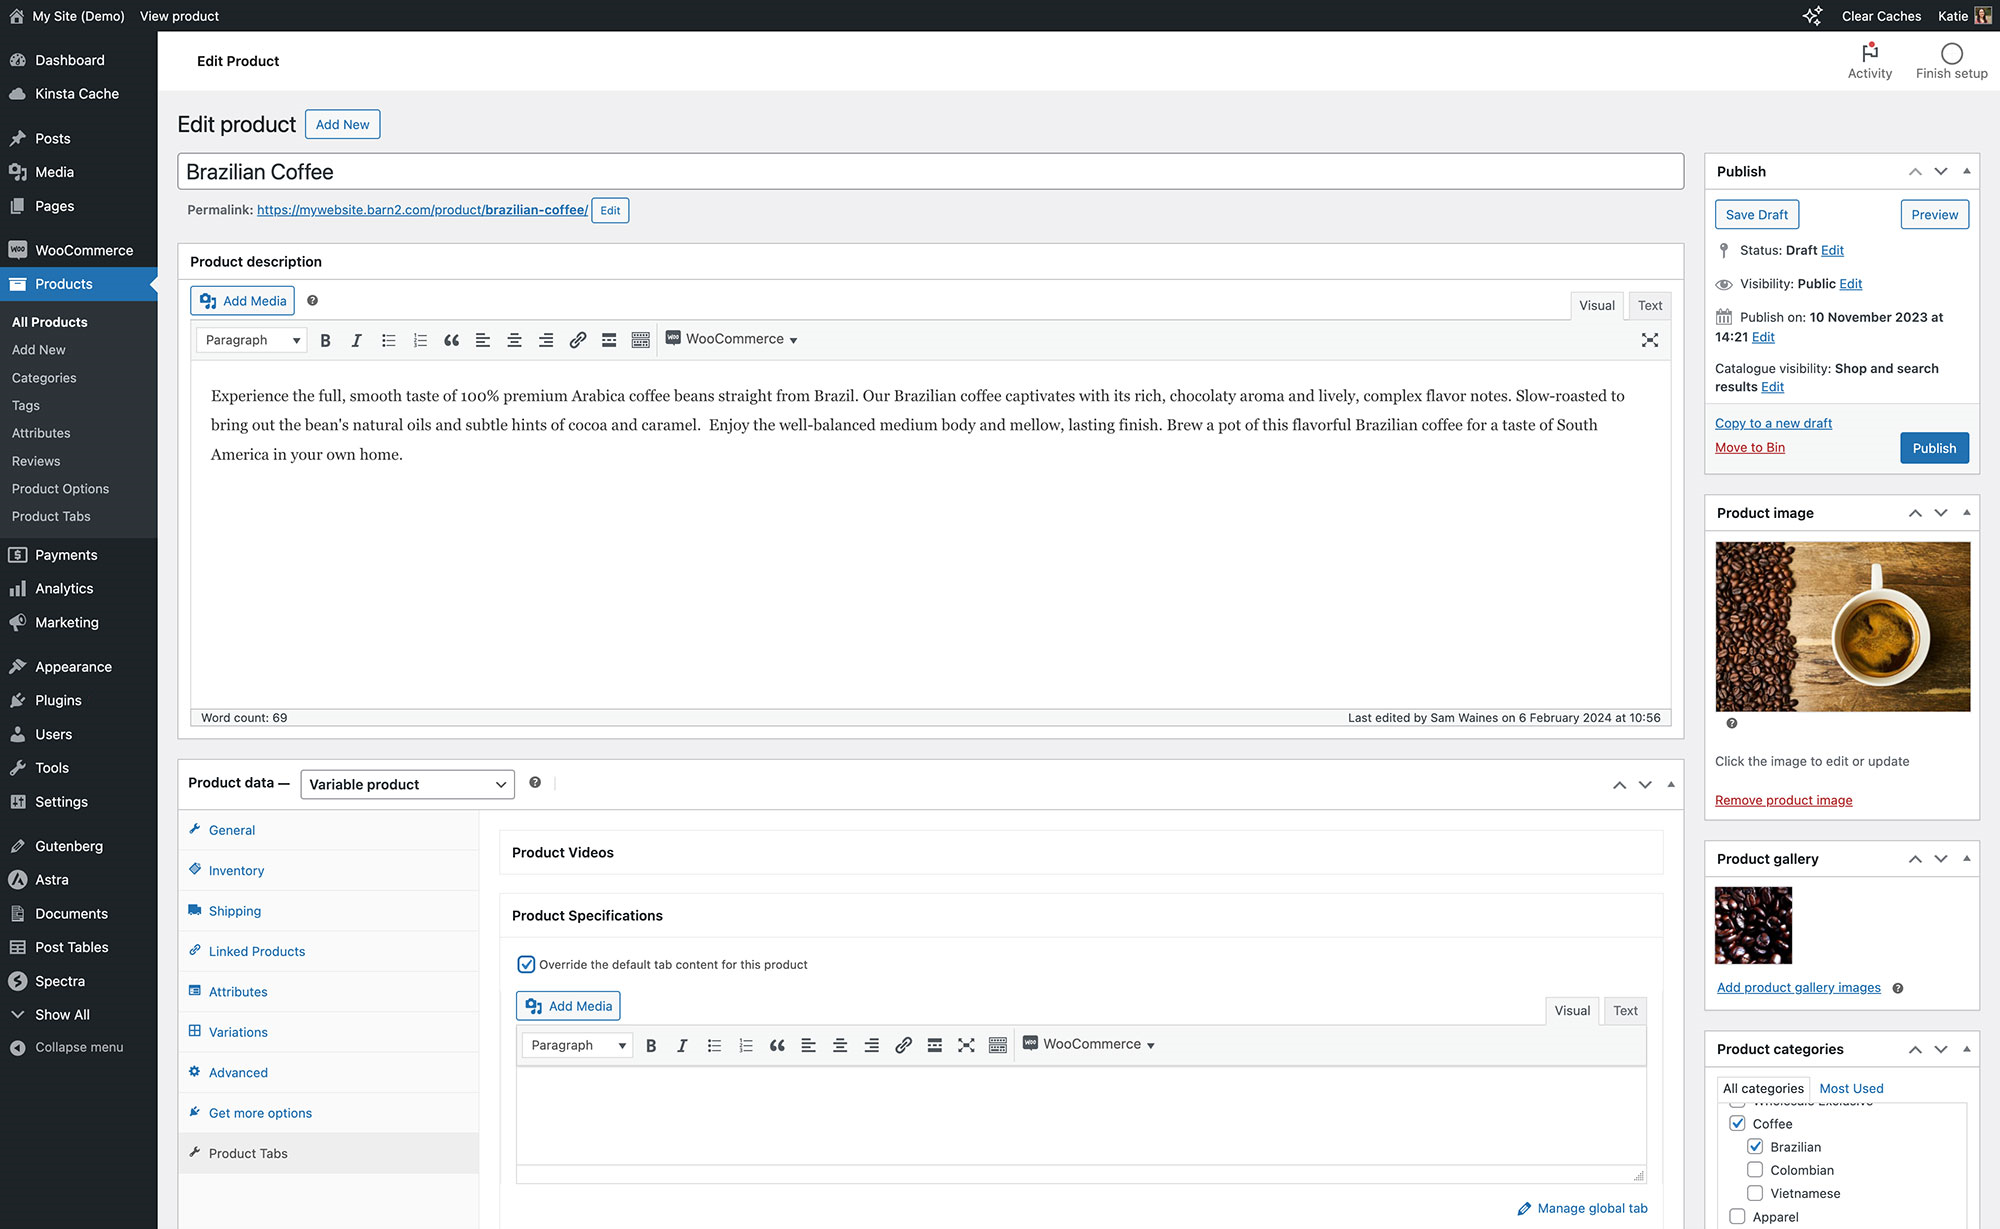 My Site (Demo) View product Clear Caches Katie
Dashboard
Kinsta Cache
Posts
Media
Pages
WooCommerce
Products
All Products
Add New
Categories
Tags
Attributes
Reviews
Product Options
Product Tabs
Payments
Analytics
Marketing
Appearance
Plugins
Users
Tools
Settings
Gutenberg
Astra
Documents
Post Tables
Spectra
Show All
Collapse menu
Edit Product
Activity
Finish setup
Edit product Add New
Brazilian Coffee
Permalink: https://mywebsite.barn2.com/product/brazilian-coffee/ Edit
Product description
Add Media
Visual Text
Paragraph B I WooCommerce
Experience the full, smooth taste of 100% premium Arabica coffee beans straight from Brazil. Our Brazilian coffee captivates with its rich, chocolaty aroma and lively, complex flavor notes. Slow-roasted to
bring out the bean's natural oils and subtle hints of cocoa and caramel. Enjoy the well-balanced medium body and mellow, lasting finish. Brew a pot of this flavorful Brazilian coffee for a taste of South
America in your own home.
Word count: 69 Last edited by Sam Waines on 6 February 2024 at 10:56
Product data — Variable product
General
Inventory
Shipping
Linked Products
Attributes
Variations
Advanced
Get more options
Product Tabs
Product Videos
Product Specifications
Override the default tab content for this product
Add Media
Visual Text
Paragraph B I WooCommerce
Manage global tab
Publish
Save Draft Preview
Status: Draft Edit
Visibility: Public Edit
Publish on: 10 November 2023 at
14:21 Edit
Catalogue visibility: Shop and search
results Edit
Copy to a new draft
Move to Bin
Publish
Product image
Click the image to edit or update
Remove product image
Product gallery
Add product gallery images
Product categories
All categories Most Used
Wholesale Exclusive
Coffee
Brazilian
Colombian
Vietnamese
Apparel